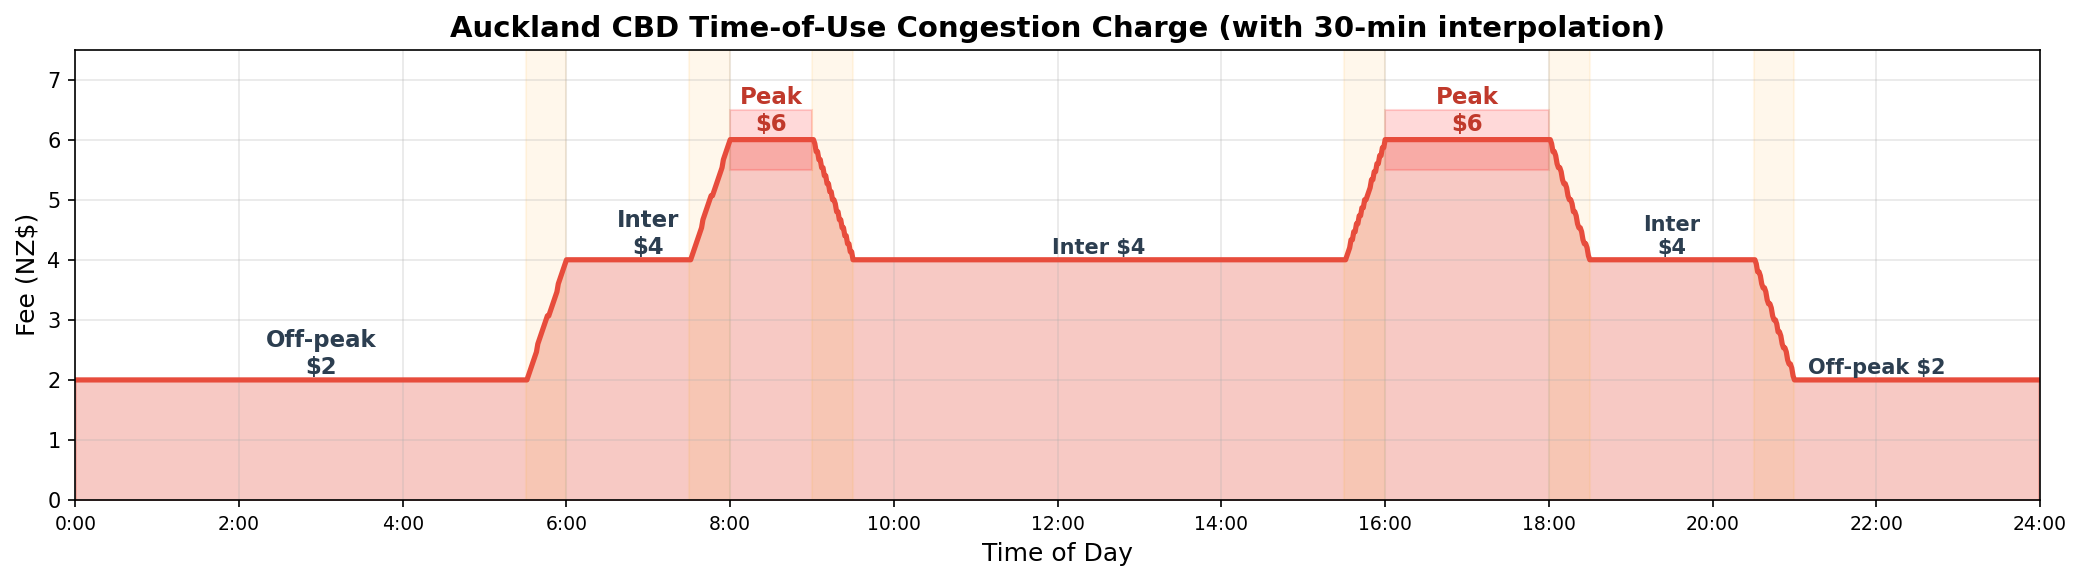 Auckland CBD Time-of-Use Congestion Charge (with 30-min interpolation)
Fee (NZ$)
7
6
5
4
3
2
1
0
Off-peak
$2
Inter
$4
Peak
$6
Inter $4
Peak
$6
Inter
$4
Off-peak $2
0:00 2:00 4:00 6:00 8:00 10:00 12:00 14:00 16:00 18:00 20:00 22:00 24:00
Time of Day